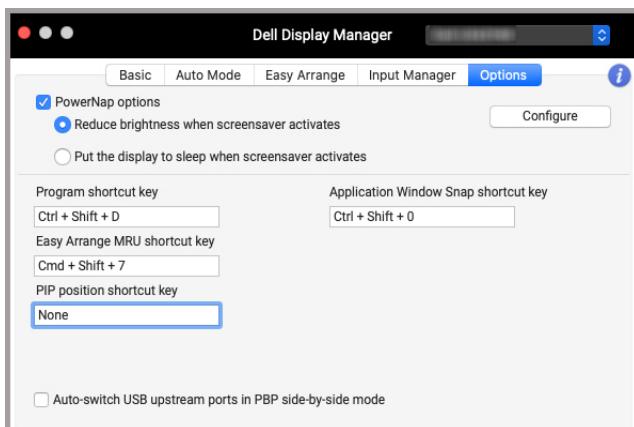 Dell Display Manager
Basic Auto Mode Easy Arrange Input Manager Options i
PowerNap options
Configure
Reduce brightness when screensaver activates
Put the display to sleep when screensaver activates
Program shortcut key
Application Window Snap shortcut key
Ctrl + Shift + D
Ctrl + Shift + 0
Easy Arrange MRU shortcut key
Cmd + Shift + 7
PIP position shortcut key
None
Auto-switch USB upstream ports in PBP side-by-side mode